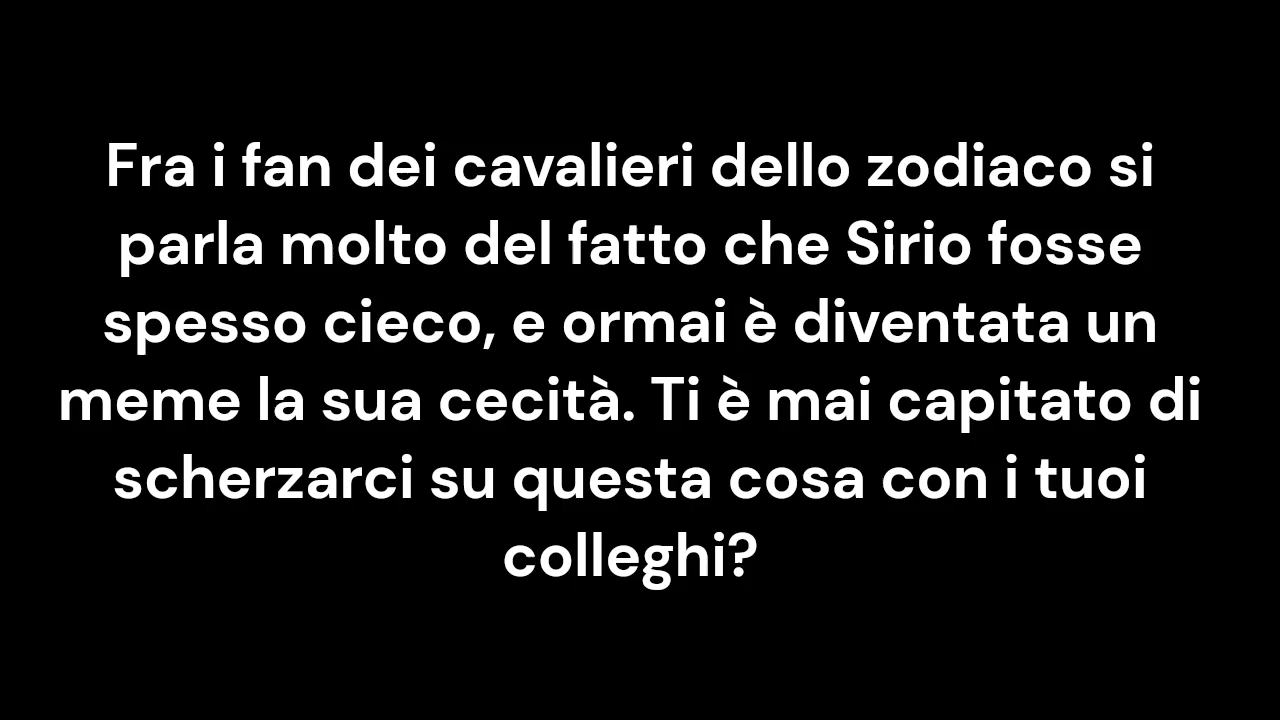 Fra i fan dei cavalieri dello zodiaco si
parla molto del fatto che Sirio fosse
spesso cieco, e ormai è diventata un
meme la sua cecità. Ti è mai capitato di
scherzarci su questa cosa con i tuoi
colleghi?